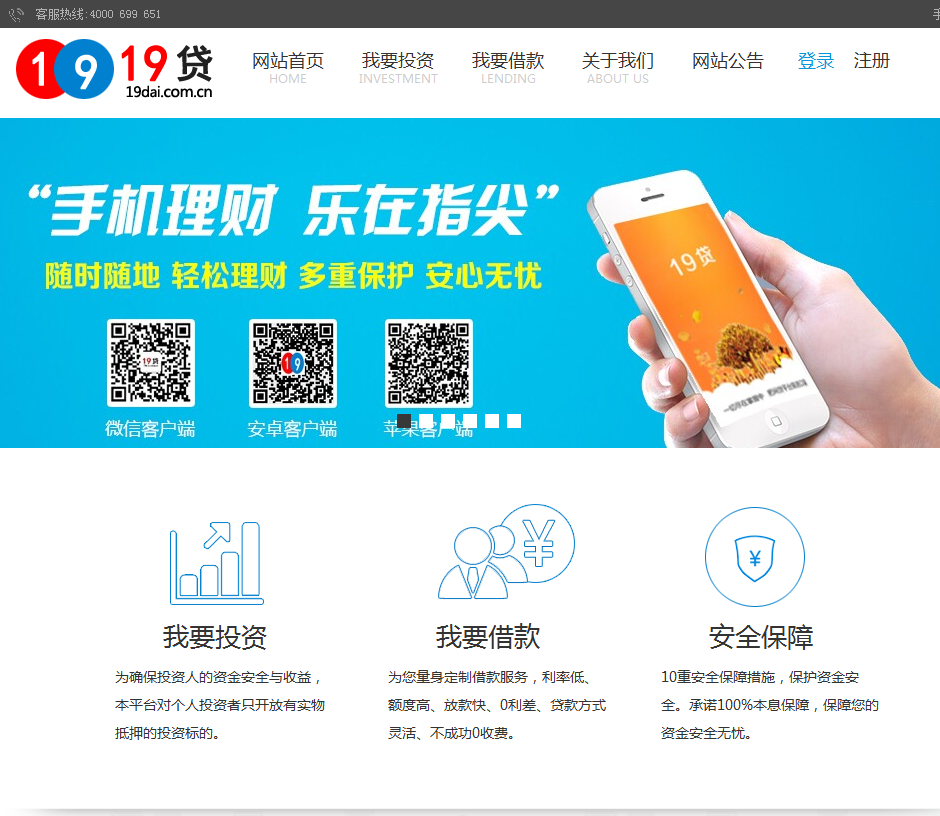 客服热线:4000 699 651
手
1 9 19贷
19dai.com.cn
网站首页 我要投资 我要借款 关于我们 网站公告 登录 注册
HOME INVESTMENT LENDING ABOUT US
“手机理财 乐在指尖”
随时随地 轻松理财 多重保护 安心无忧
19贷
19贷
19
微信客户端 安卓客户端 苹果客户端
¥
¥
我要投资 我要借款 安全保障
为确保投资人的资金安全与收益，
本平台对个人投资者只开放有实物
抵押的投资标的。
为您量身定制借款服务，利率低、
额度高、放款快、0利差、贷款方式
灵活、不成功0收费。
10重安全保障措施，保护资金安
全。承诺100%本息保障，保障您的
资金安全无忧。